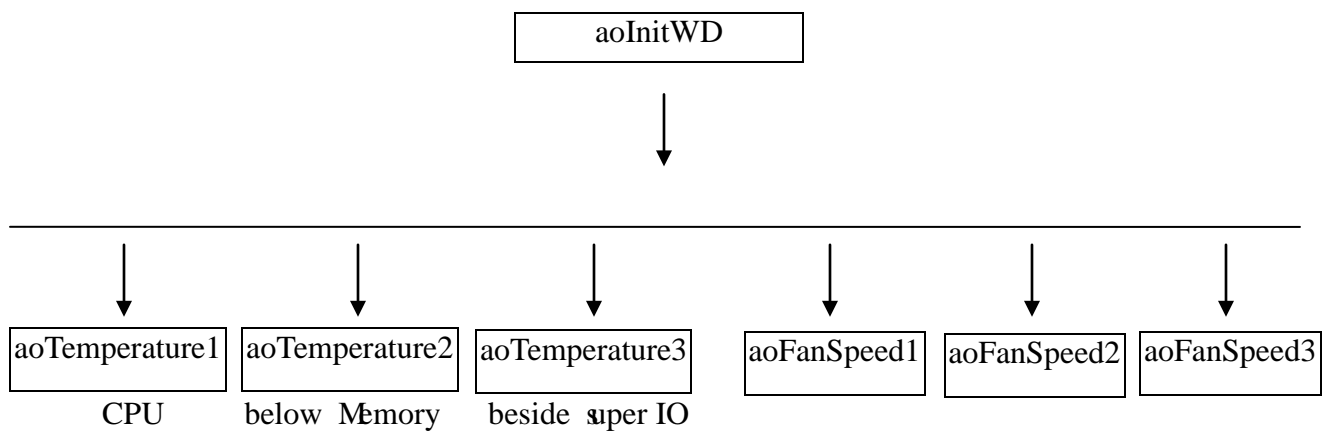 aoInitWD
aoTemperature1 aoTemperature2 aoTemperature3 aoFanSpeed1 aoFanSpeed2 aoFanSpeed3
CPU below Memory beside super IO